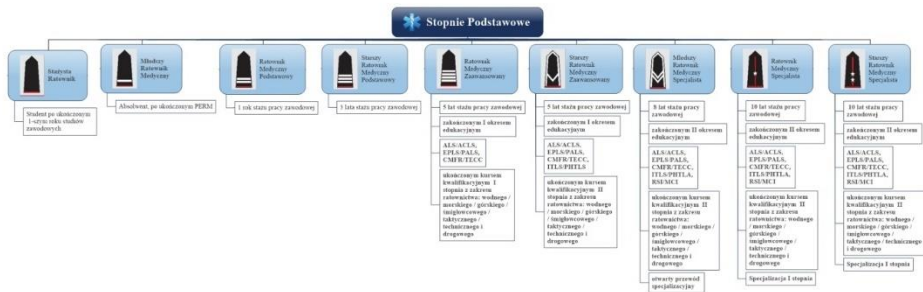 Stopnie Podstawowe
Stażysta
Ratownik
Student po ukończonym
1-szym roku studiów
zawodowych
Młodszy
Ratownik
Medyczny
Absolwent, po ukończonym PERM
Ratownik
Medyczny
Podstawowy
1 rok stażu pracy zawodowej
Starszy
Ratownik
Medyczny
Podstawowy
3 lata stażu pracy zawodowej
Ratownik
Medyczny
Zaawansowany
5 lat stażu pracy zawodowej
zakończonym I okresem
edukacyjnym
ALS/ACLS,
EPLS/PALS,
CMFR/TECC
ukończonym kursem
kwalifikacyjnym I
stopnia z zakresu
ratownictwa: wodnego /
morskiego / górskiego /
śmigłowcowego
/ taktycznego
/ technicznego i
drogowego
Starszy
Ratownik
Medyczny
Zaawansowany
5 lat stażu pracy zawodowej
zakończonym I okresem
edukacyjnym
ALS/ACLS,
EPLS/PALS,
CMFR/TECC,
ITLS/PHTLS
ukończonym kursem
kwalifikacyjnym II
stopnia z zakresu
ratownictwa: wodnego
/ morskiego / górskiego
/ śmigłowcowego
/ taktycznego
/ technicznego i
drogowego
Młodszy
Ratownik
Medyczny
Specjalista
8 lat stażu pracy
zawodowej
zakończonym II okresem
edukacyjnym
ALS/ACLS,
EPLS/PALS,
CMFR/TECC,
ITLS/PHTLA,
RSI/MCI
ukończonym kursem
kwalifikacyjnym II
stopnia z zakresu
ratownictwa:
wodnego / morskiego /
gorskiego /
śmigłowcowego /
taktycznego /
technicznego i
drogowego
otwarty przewód
specjalizacyjny
Ratownik
Medyczny
Specjalista
10 lat stażu pracy
zawodowej
zakończonym II okresem
edukacyjnym
ALS/ACLS,
EPLS/PALS,
CMFR/TECC,
ITLS/PHTLA,
RSI/MCI
ukończonym kursem
kwalifikacyjnym II
stopnia z zakresu
ratownictwa: wodnego
/ morskiego /
górskiego /
śmigłowcowego /
taktycznego /
technicznego i
drogowego
Specjalizacja I stopnia
Starszy
Ratownik
Medyczny
Specjalista
10 lat stażu pracy
zawodowej
zakończonym II okresem
edukacyjnym
ALS/ACLS,
EPLS/PALS,
CMFR/TECC,
ITLS/PHTLA,
RSI/MCI
ukończonym kursem
kwalifikacyjnym II
stopnia z zakresu
ratownictwa: wodnego /
morskiego / górskiego /
śmigłowcowego /
taktycznego / technicznego
i drogowego
Specjalizacja I stopnia